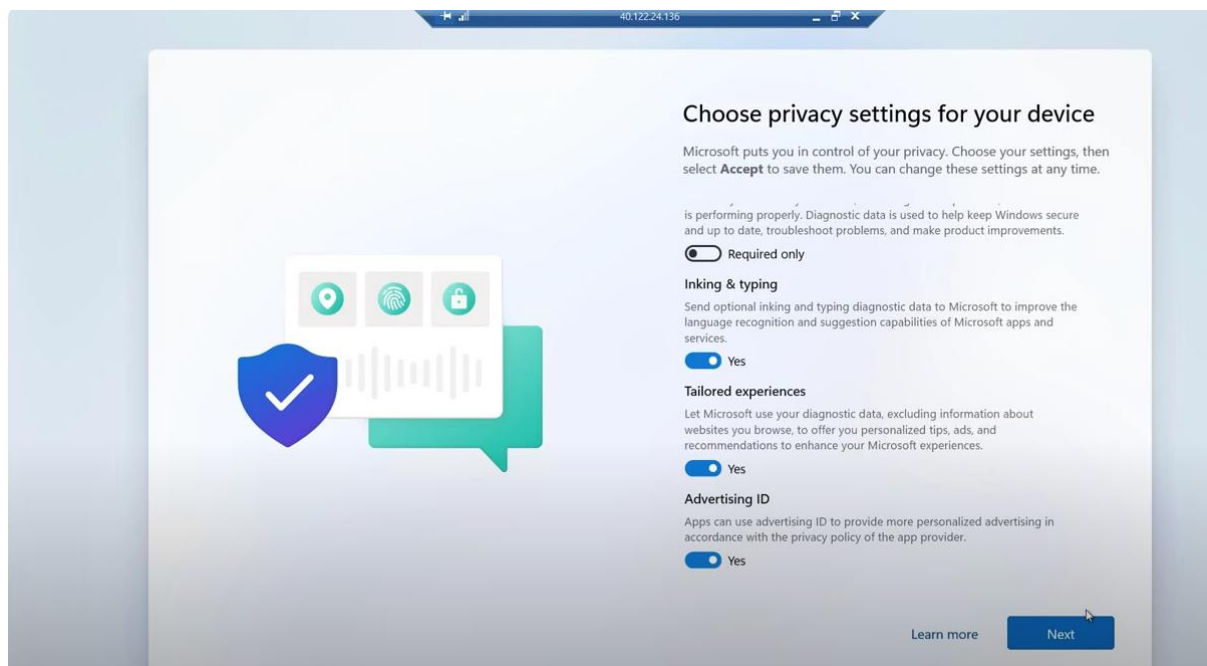 40.122.24.136
Choose privacy settings for your device
Microsoft puts you in control of your privacy. Choose your settings, then
select Accept to save them. You can change these settings at any time.
is performing properly. Diagnostic data is used to help keep Windows secure
and up to date, troubleshoot problems, and make product improvements.
Required only
Inking & typing
Send optional inking and typing diagnostic data to Microsoft to improve the
language recognition and suggestion capabilities of Microsoft apps and
services.
Yes
Tailored experiences
Let Microsoft use your diagnostic data, excluding information about
websites you browse, to offer you personalized tips, ads, and
recommendations to enhance your Microsoft experiences.
Yes
Advertising ID
Apps can use advertising ID to provide more personalized advertising in
accordance with the privacy policy of the app provider.
Yes
Learn more
Next